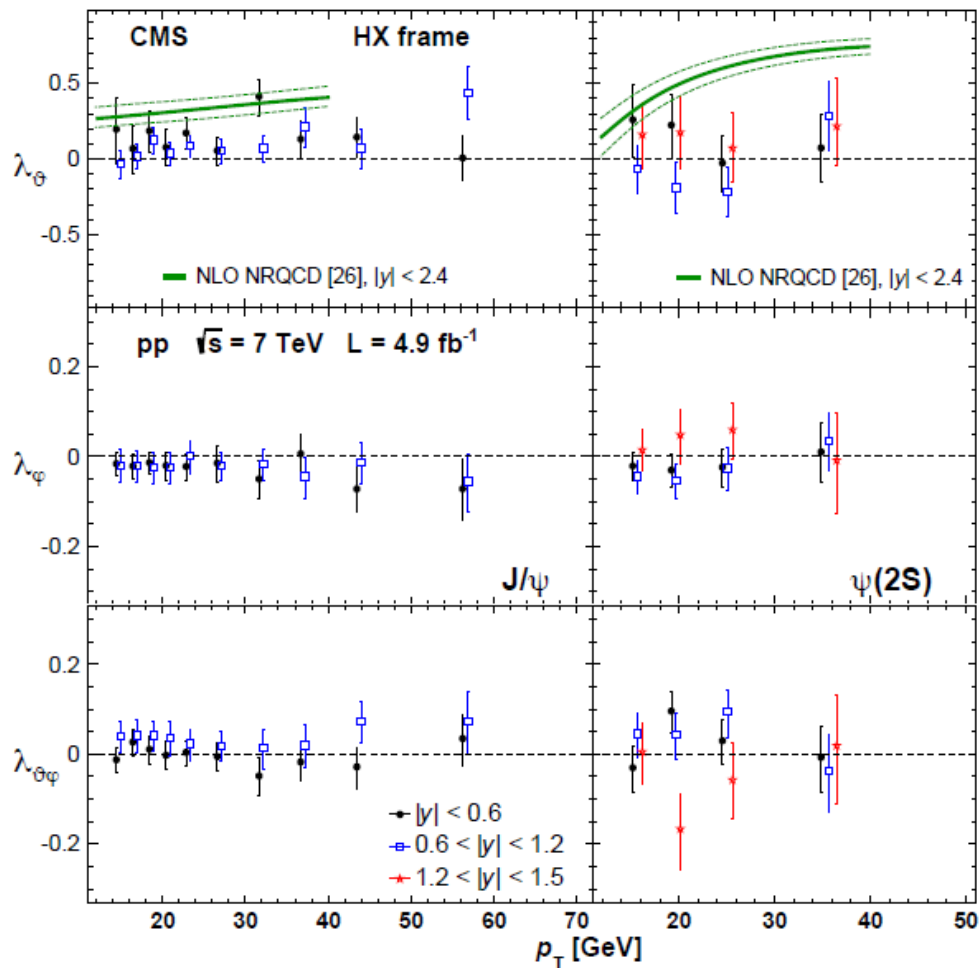 CMS HX frame
0.5
0
-0.5
λϑ
NLO NRQCD [26], |y| < 2.4
NLO NRQCD [26], |y| < 2.4
pp √s = 7 TeV L = 4.9 fb-1
0.2
0
-0.2
λφ
J/ψ
ψ(2S)
0.2
0
-0.2
λϑφ
|y| < 0.6
0.6 < |y| < 1.2
1.2 < |y| < 1.5
20 30 40 50 60 70
10 20 30 40 50
pT [GeV]